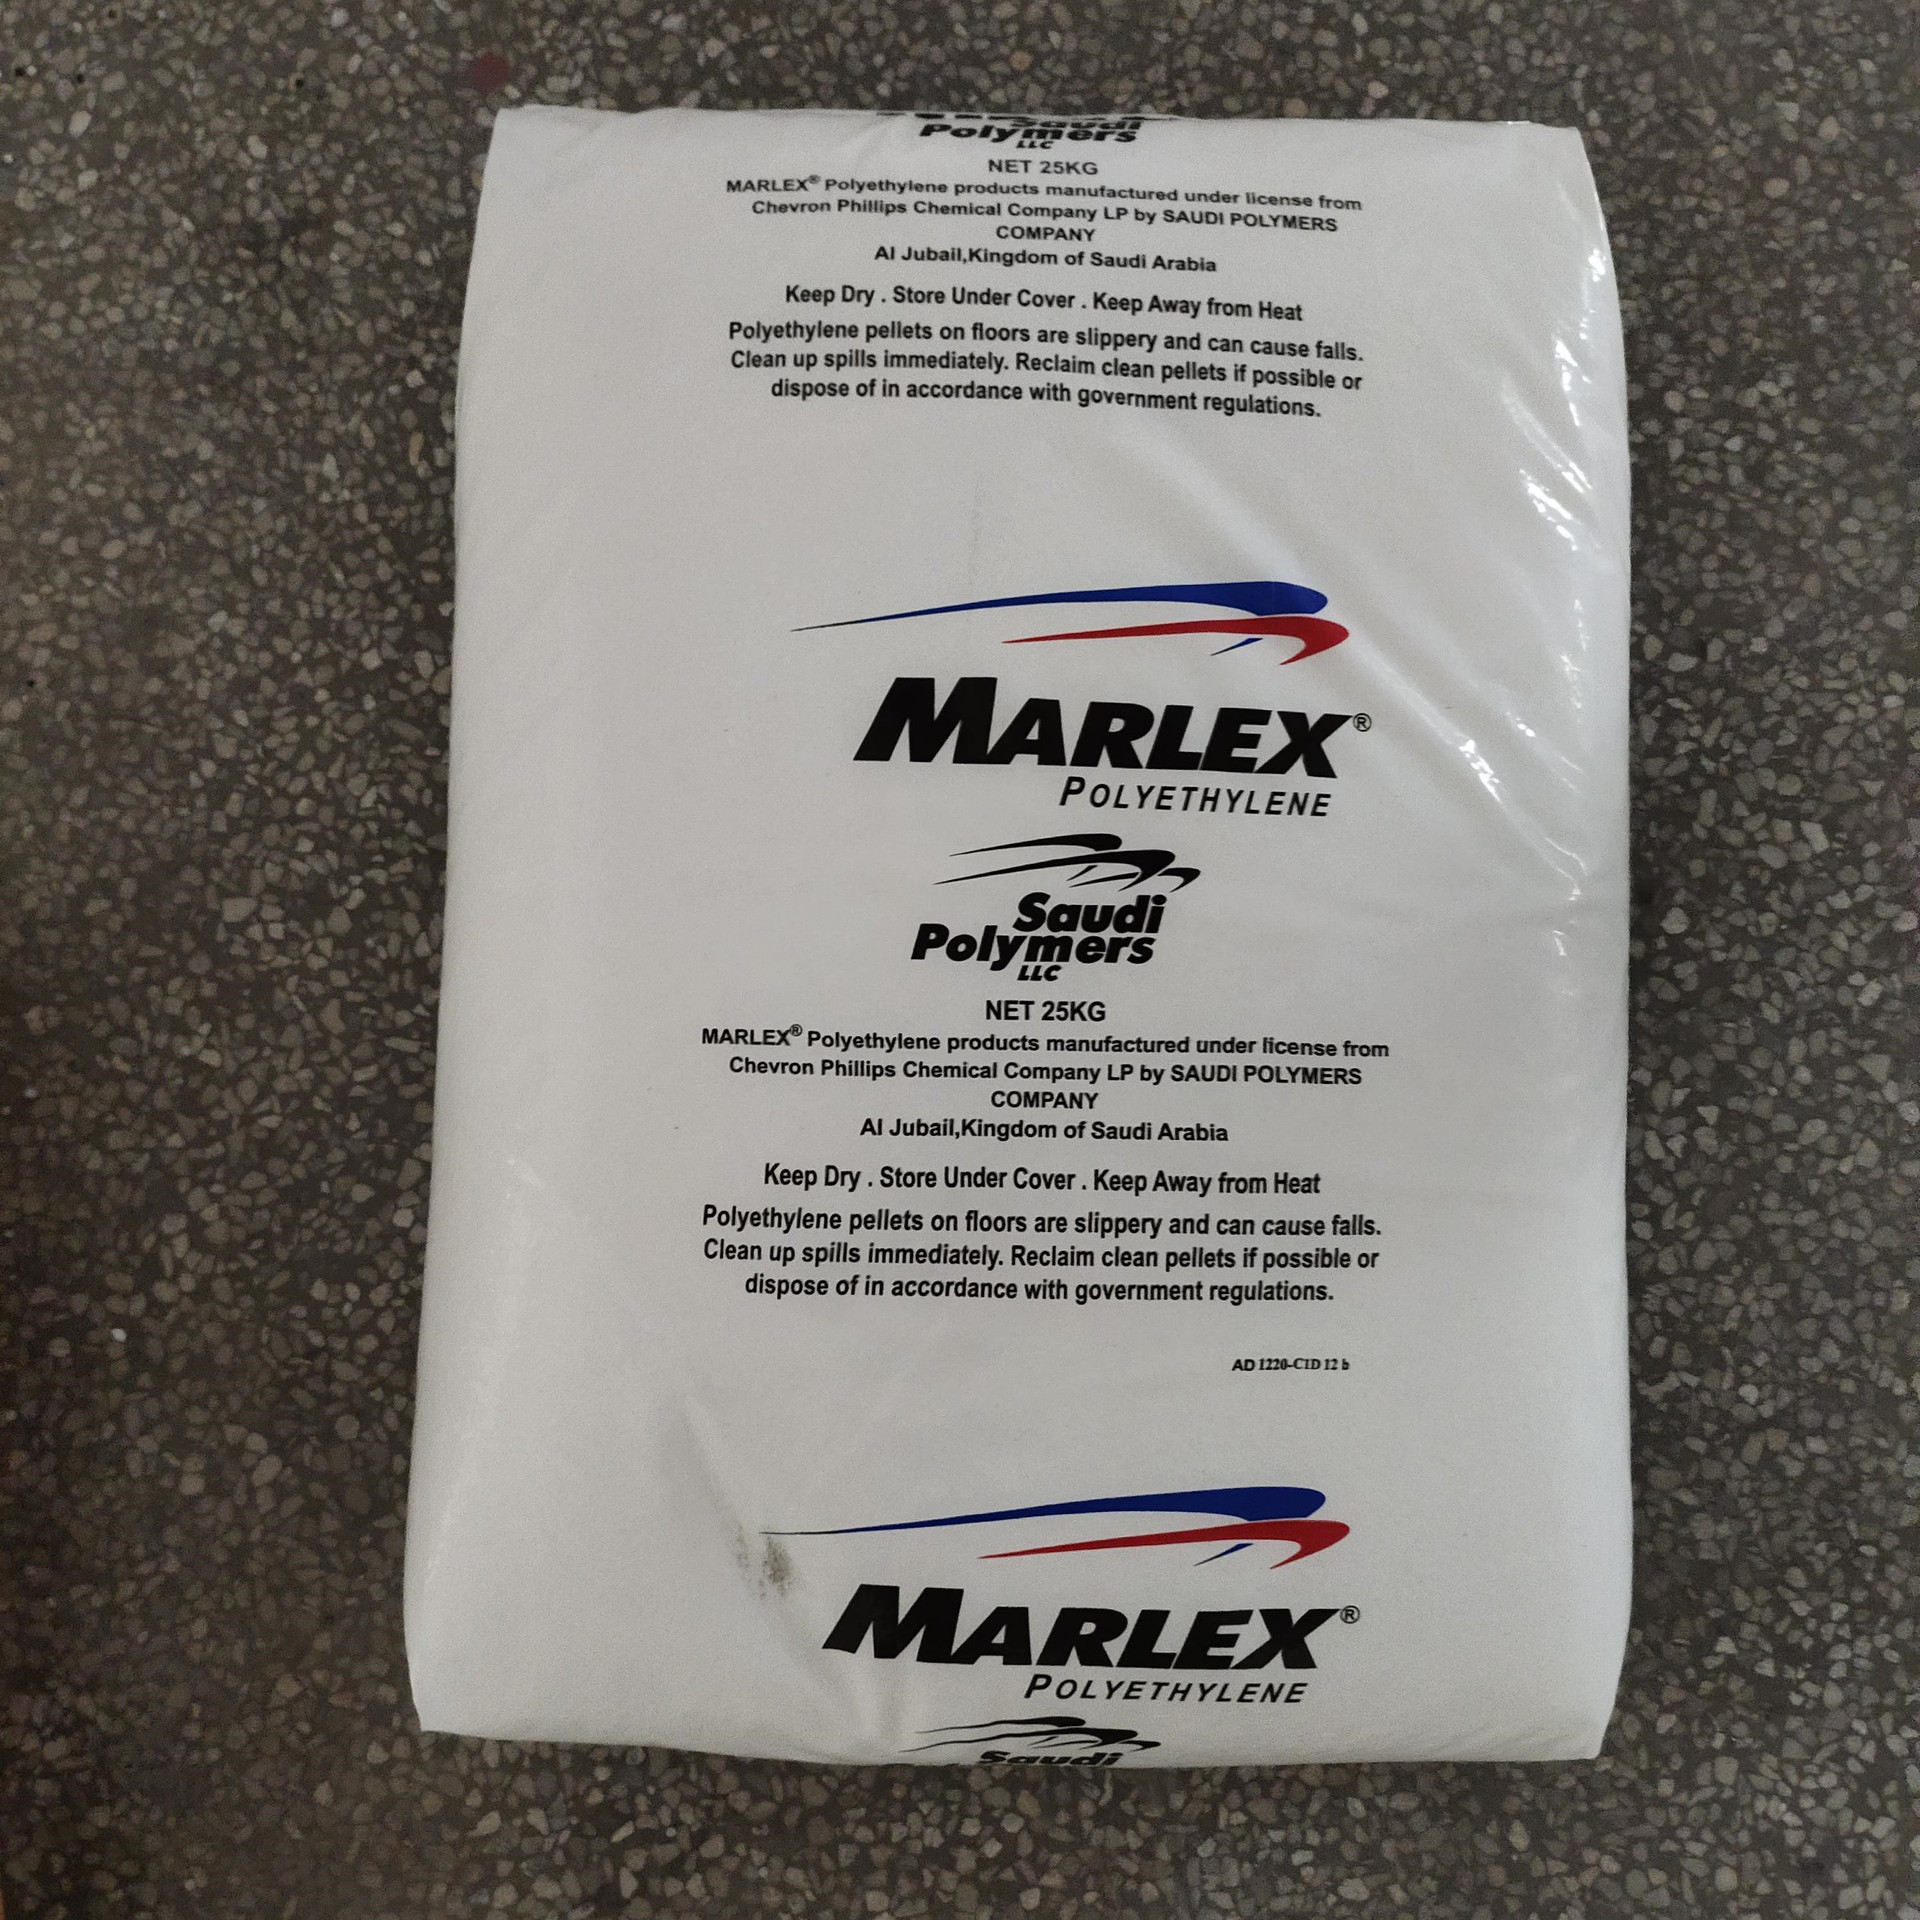 Saudi
Polymers
LLC
NET 25KG
MARLEX® Polyethylene products manufactured under license from
Chevron Phillips Chemical Company LP by SAUDI POLYMERS
COMPANY
Al Jubail,Kingdom of Saudi Arabia
Keep Dry . Store Under Cover . Keep Away from Heat
Polyethylene pellets on floors are slippery and can cause falls.
Clean up spills immediately. Reclaim clean pellets if possible or
dispose of in accordance with government regulations.
MARLEX®
POLYETHYLENE
Saudi
Polymers
LLC
NET 25KG
MARLEX® Polyethylene products manufactured under license from
Chevron Phillips Chemical Company LP by SAUDI POLYMERS
COMPANY
Al Jubail,Kingdom of Saudi Arabia
Keep Dry . Store Under Cover . Keep Away from Heat
Polyethylene pellets on floors are slippery and can cause falls.
Clean up spills immediately. Reclaim clean pellets if possible or
dispose of in accordance with government regulations.
AD 1220-C1D 12 b
MARLEX®
POLYETHYLENE
Saudi